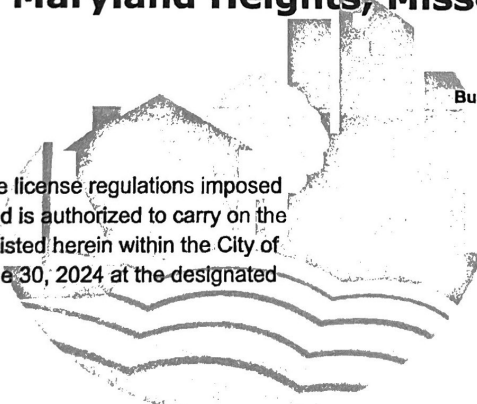 Maryland Heights, Miss
Bu
e license regulations imposed
d is authorized to carry on the
isted herein within the City of
e 30, 2024 at the designated